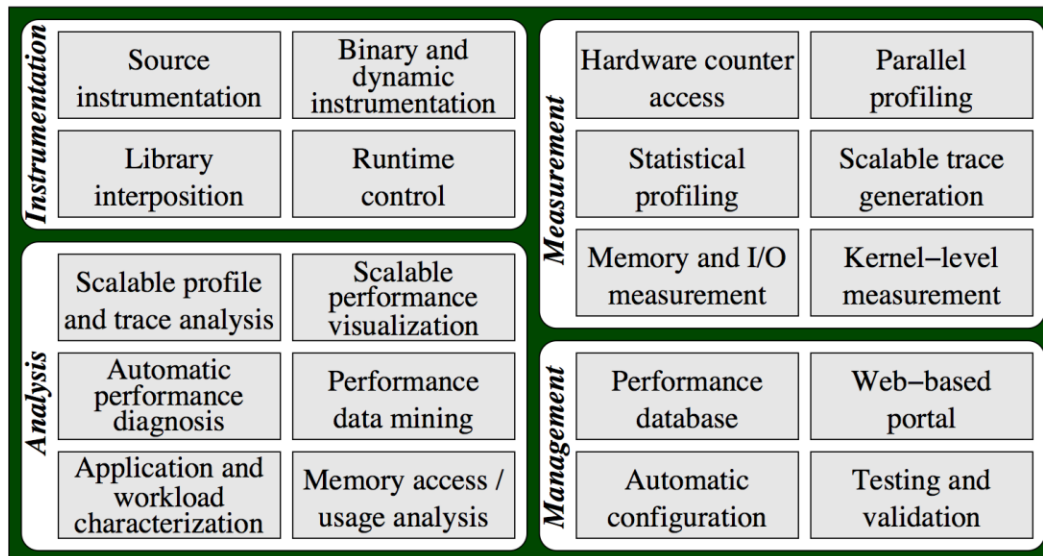 Instrumentation
Source
instrumentation
Binary and
dynamic
instrumentation
Library
interposition
Runtime
control
Measurement
Hardware counter
access
Parallel
profiling
Statistical
profiling
Scalable trace
generation
Memory and I/O
measurement
Kernel–level
measurement
Analysis
Scalable profile
and trace analysis
Scalable
performance
visualization
Automatic
performance
diagnosis
Performance
data mining
Application and
workload
characterization
Memory access /
usage analysis
Management
Performance
database
Web–based
portal
Automatic
configuration
Testing and
validation